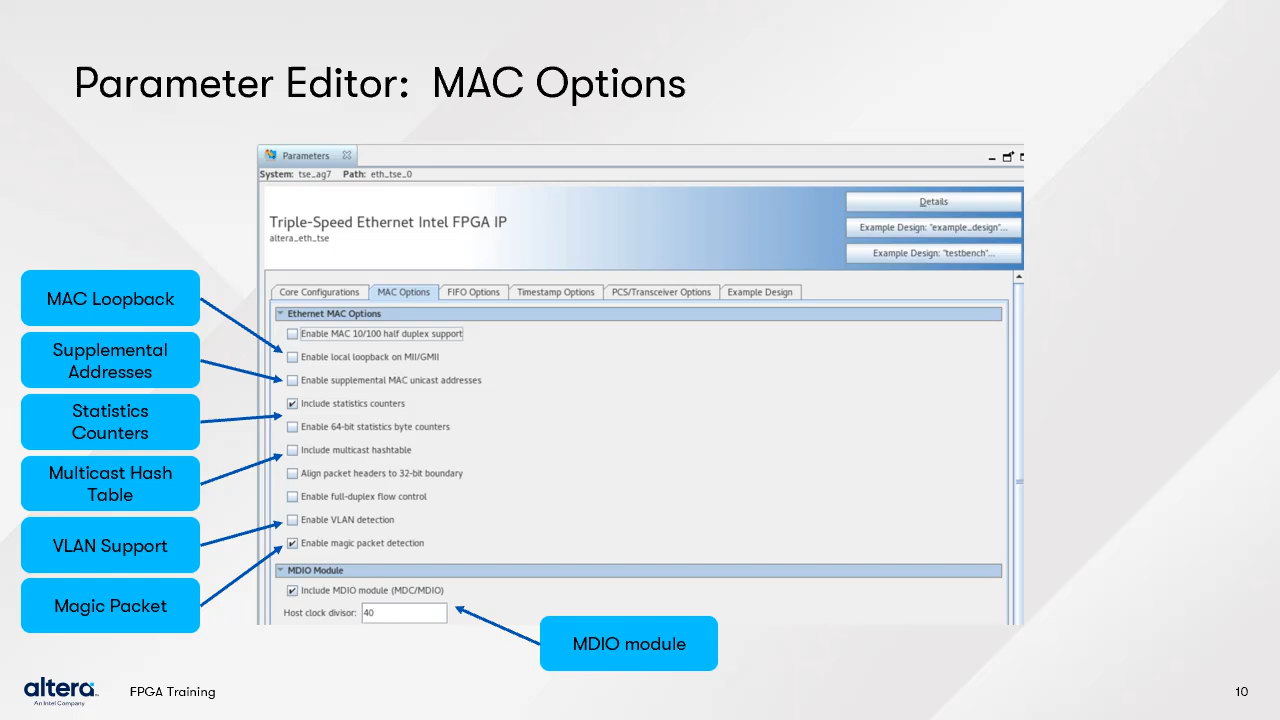 Parameter Editor:  MAC Options
Parameters
System: tse_ag7 Path: eth_tse_0
Triple-Speed Ethernet Intel FPGA IP
altera_eth_tse
Details
Example Design: "example_design"...
Example Design: "testbench"...
Core Configurations
MAC Options
FIFO Options
Timestamp Options
PCS/Transceiver Options
Example Design
Ethernet MAC Options
Enable MAC 10/100 half duplex support
Enable local loopback on MII/GMII
Enable supplemental MAC unicast addresses
Include statistics counters
Enable 64-bit statistics byte counters
Include multicast hashtable
Align packet headers to 32-bit boundary
Enable full-duplex flow control
Enable VLAN detection
Enable magic packet detection
MDIO Module
Include MDIO module (MDC/MDIO)
Host clock divisor: 40
MAC Loopback
Supplemental
Addresses
Statistics
Counters
Multicast Hash
Table
VLAN Support
Magic Packet
MDIO module
altera
An Intel Company
FPGA Training
10